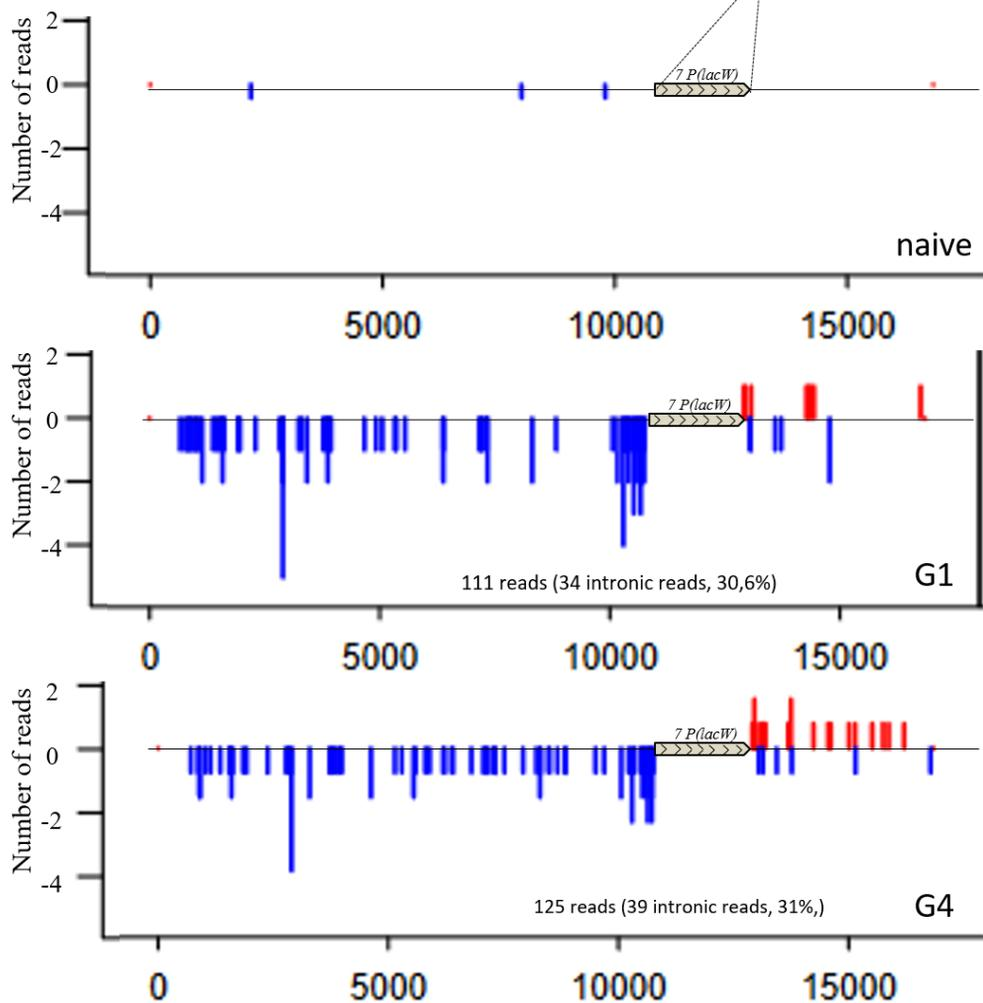 Number of reads
2
0
-2
-4
7 P(lacW)
naive
0 5000 10000 15000
Number of reads
2
0
-2
-4
7 P(lacW)
G1
111 reads (34 intronic reads, 30,6%)
0 5000 10000 15000
Number of reads
2
0
-2
-4
7 P(lacW)
125 reads (39 intronic reads, 31%,)
G4
0 5000 10000 15000